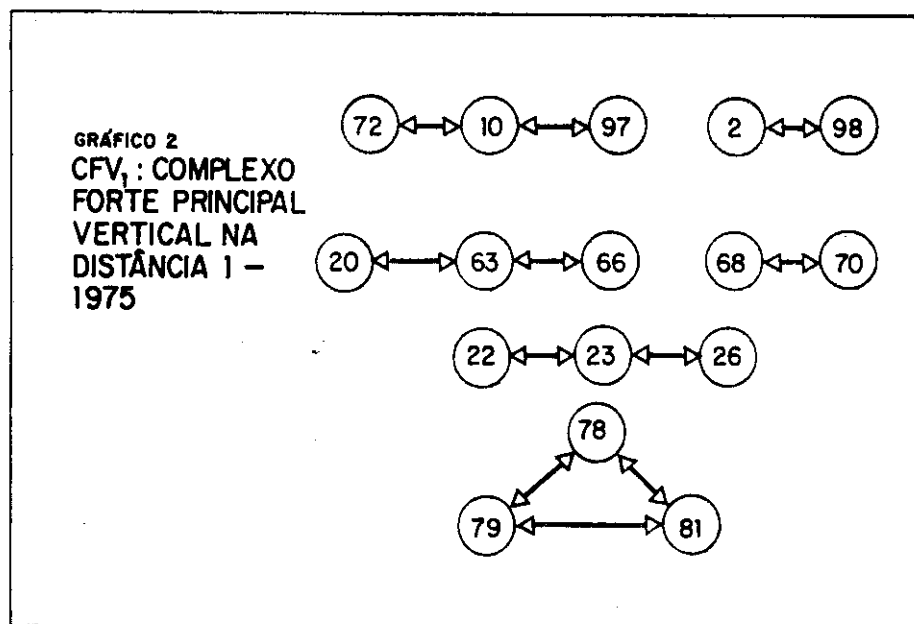 GRÁFICO 2
CFV₁: COMPLEXO
FORTE PRINCIPAL
VERTICAL NA
DISTÂNCIA 1 –
1975
72 10 97 2 98
20 63 66 68 70
22 23 26
78
79 81